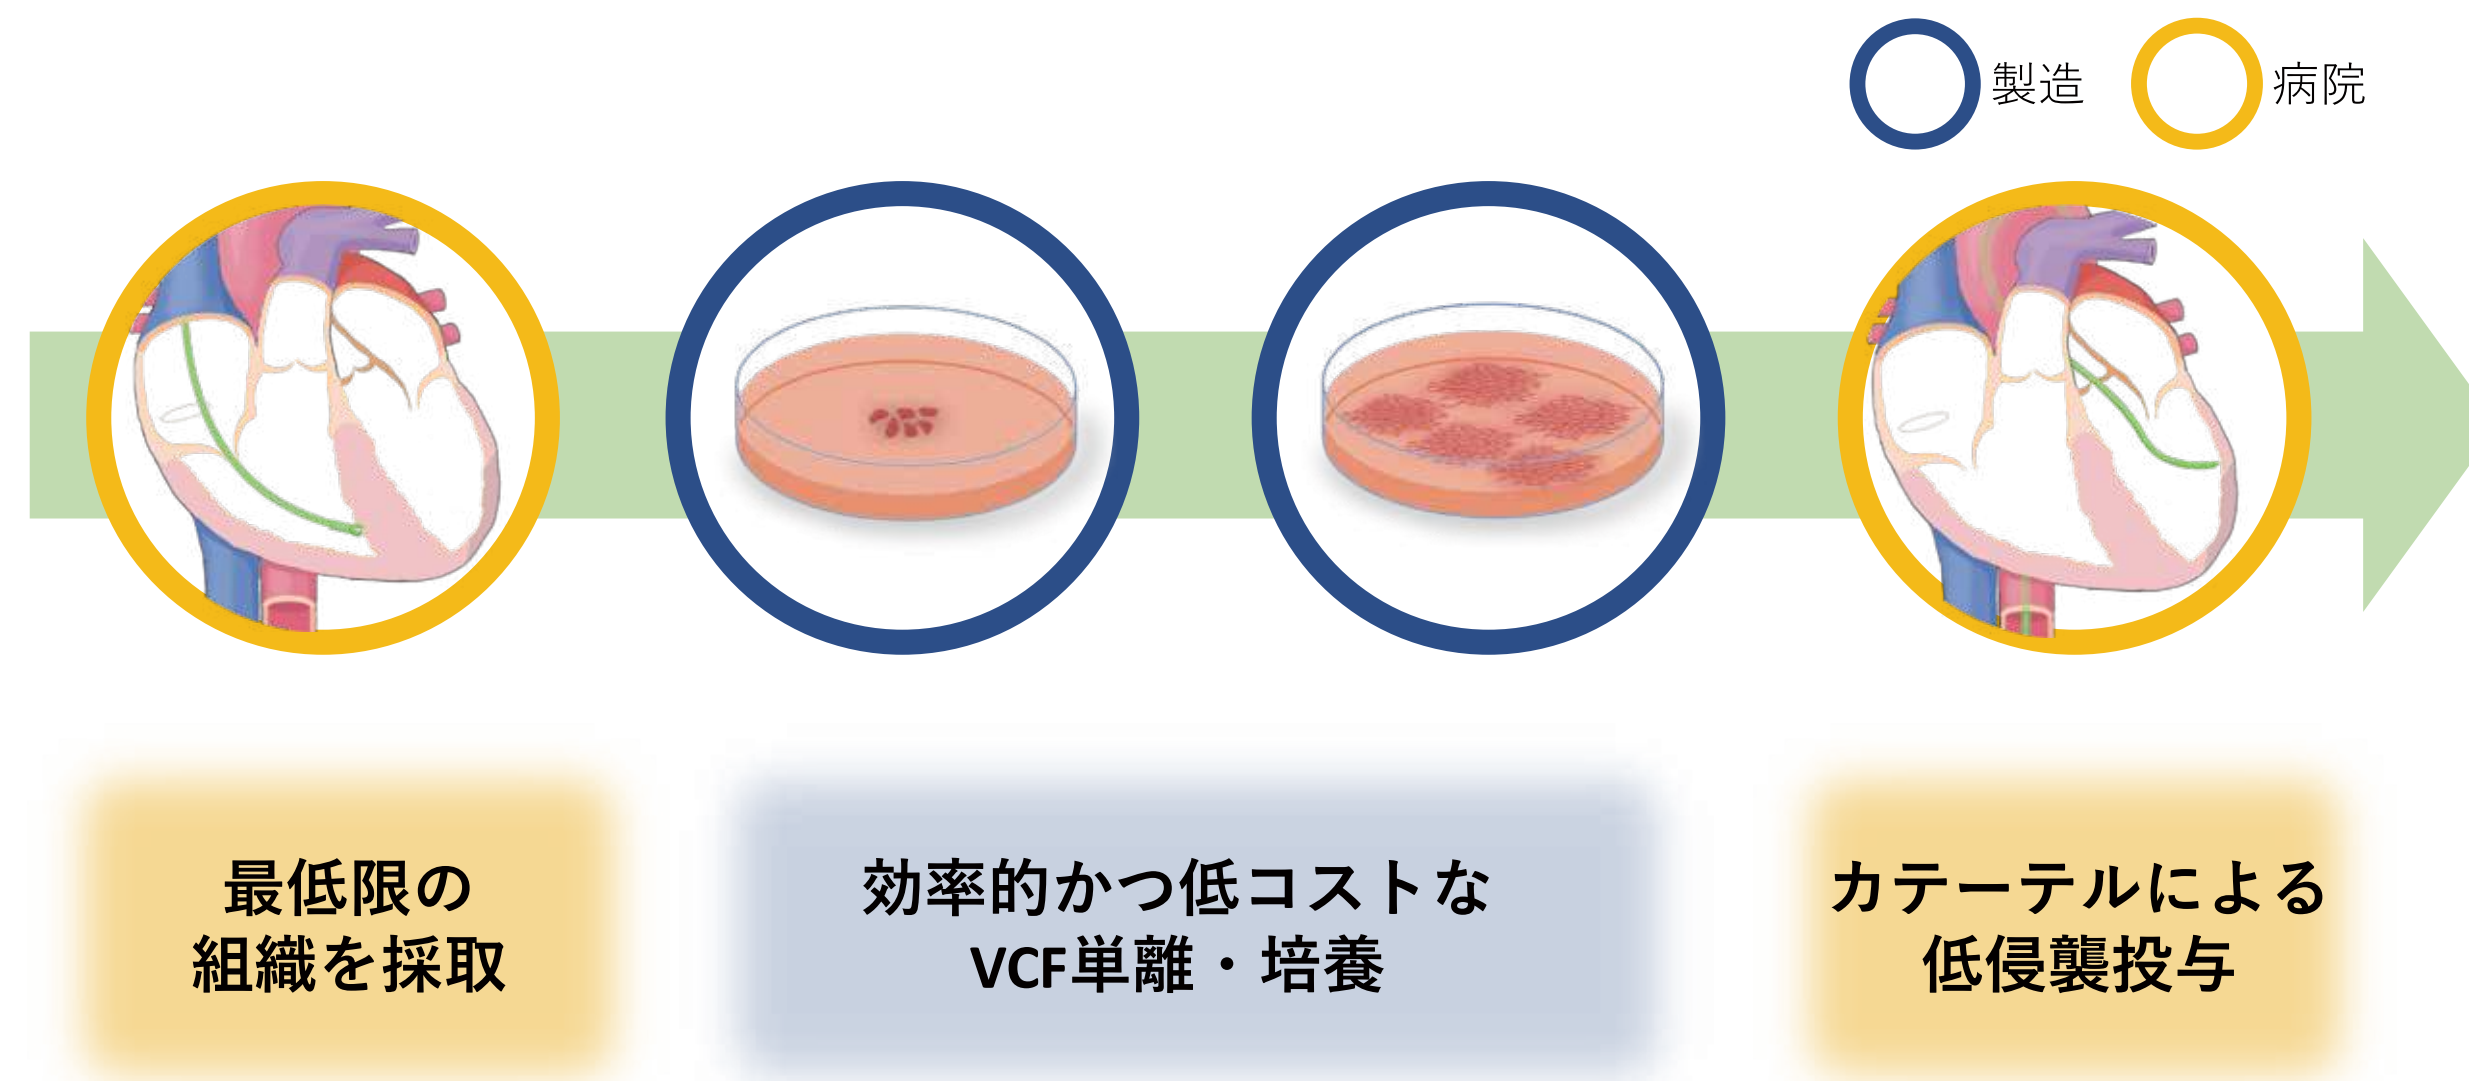 製造
病院
最低限の
組織を採取
効率的かつ低コストな
VCF単離・培養
カテーテルによる
低侵襲投与